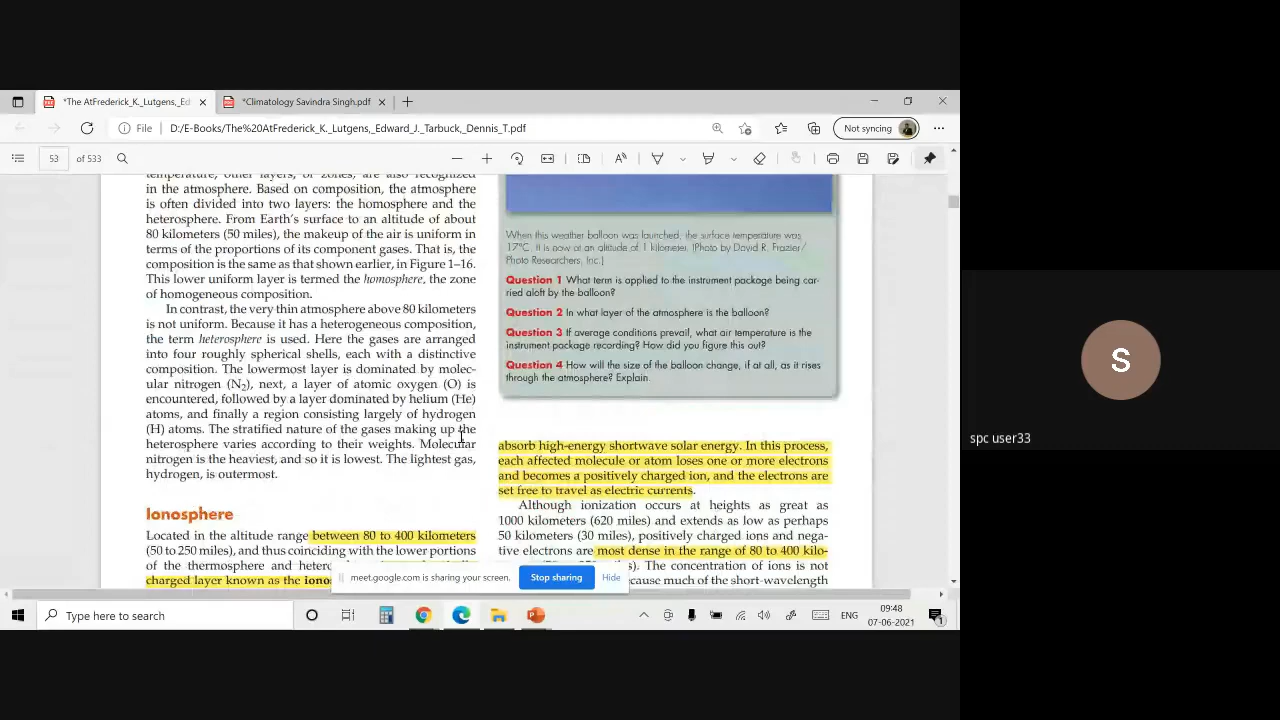 *The AtFrederick_K._Lutgens,_Ed
*Climatology Savindra Singh.pdf
File
D:/E-Books/The%20AtFrederick_K._Lutgens,_Edward_J._Tarbuck,_Dennis_T.pdf
Not syncing
53 of 533
temperature, other layers, or zones, are also recognized
in the atmosphere. Based on composition, the atmosphere
is often divided into two layers: the homosphere and the
heterosphere. From Earth's surface to an altitude of about
80 kilometers (50 miles), the makeup of the air is uniform in
terms of the proportions of its component gases. That is, the
composition is the same as that shown earlier, in Figure 1–16.
This lower uniform layer is termed the homosphere, the zone
of homogeneous composition.
In contrast, the very thin atmosphere above 80 kilometers
is not uniform. Because it has a heterogeneous composition,
the term heterosphere is used. Here the gases are arranged
into four roughly spherical shells, each with a distinctive
composition. The lowermost layer is dominated by molec-
ular nitrogen (N2), next, a layer of atomic oxygen (O) is
encountered, followed by a layer dominated by helium (He)
atoms, and finally a region consisting largely of hydrogen
(H) atoms. The stratified nature of the gases making up the
heterosphere varies according to their weights. Molecular
nitrogen is the heaviest, and so it is lowest. The lightest gas,
hydrogen, is outermost.
Ionosphere
Located in the altitude range between 80 to 400 kilometers
(50 to 250 miles), and thus coinciding with the lower portions
of the thermosphere and
charged layer known as the
When this weather balloon was launched, the surface temperature was
17°C. It is now at an altitude of 1 kilometer. (Photo by David R. Frazier/
Photo Researchers, Inc.)
Question 1 What term is applied to the instrument package being car-
ried aloft by the balloon?
Question 2 In what layer of the atmosphere is the balloon?
Question 3 If average conditions prevail, what air temperature is the
instrument package recording? How did you figure this out?
Question 4 How will the size of the balloon change, if at all, as it rises
through the atmosphere? Explain.
absorb high-energy shortwave solar energy. In this process,
each affected molecule or atom loses one or more electrons
and becomes a positively charged ion, and the electrons are
set free to travel as electric currents.
Although ionization occurs at heights as great as
1000 kilometers (620 miles) and extends as low as perhaps
50 kilometers (30 miles), positively charged ions and nega-
tive electrons are most dense in the range of 80 to 400 kilo-
The concentration of ions is not
because much of the short-wavelength
meet.google.com is sharing your screen.
Stop sharing
Hide
S
spc user33
Type here to search
ENG
09:48
07-06-2021
1